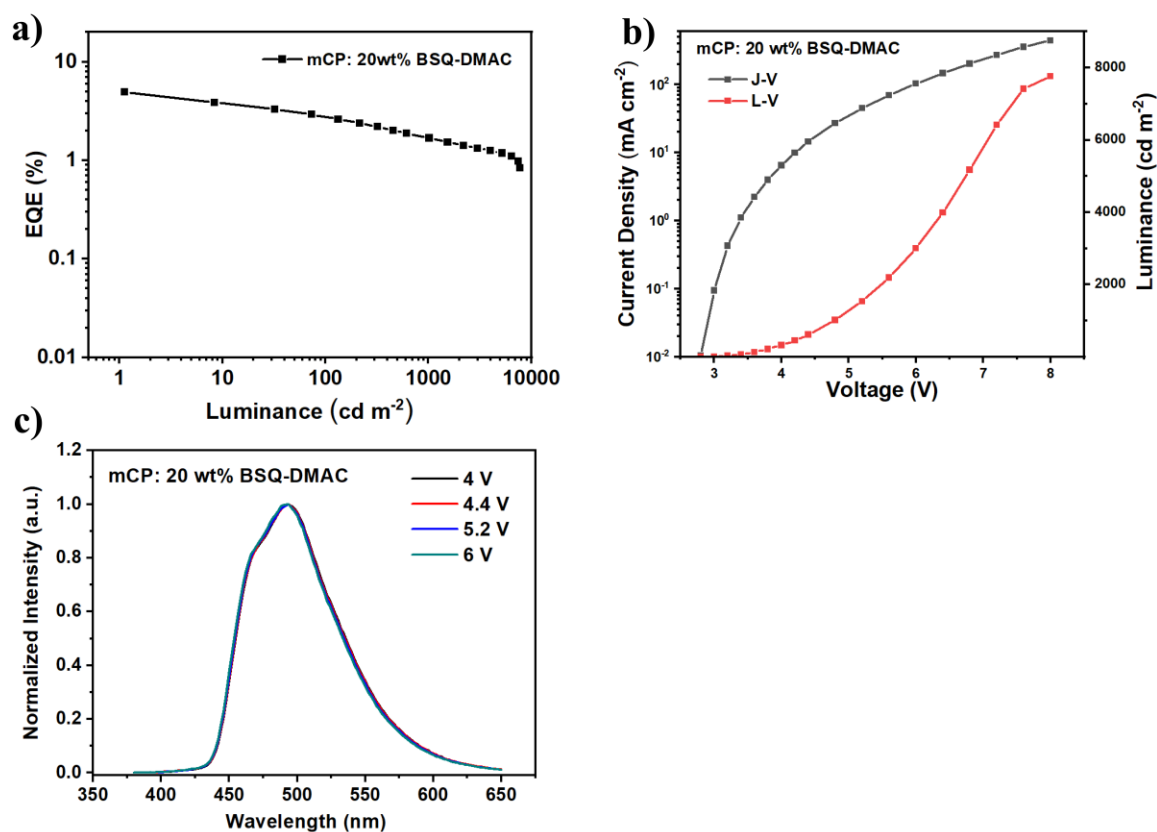 a)
EQE (%)
10
1
0.1
0.01
mCP: 20wt% BSQ-DMAC
1
10
100
1000
10000
Luminance (cd m-2)
b)
Current Density (mA cm-2)
10²
10¹
10⁰
10⁻¹
10⁻²
mCP: 20 wt% BSQ-DMAC
J-V
L-V
8000
6000
4000
2000
0
Luminance (cd m-2)
3
4
5
6
7
8
Voltage (V)
c)
Normalized Intensity (a.u.)
1.2
1.0
0.8
0.6
0.4
0.2
0.0
mCP: 20 wt% BSQ-DMAC
4 V
4.4 V
5.2 V
6 V
350
400
450
500
550
600
650
Wavelength (nm)